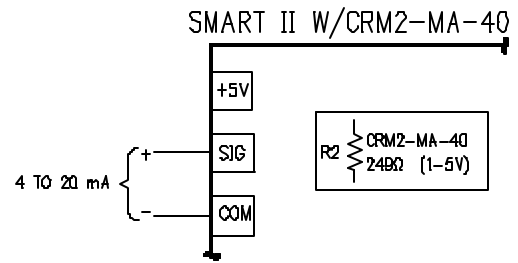 SMART II W/CRM2-MA-40
+5V
SIG
COM
+
4 TO 20 mA
-
R2
CRM2-MA-40
249Ω (1-5V)